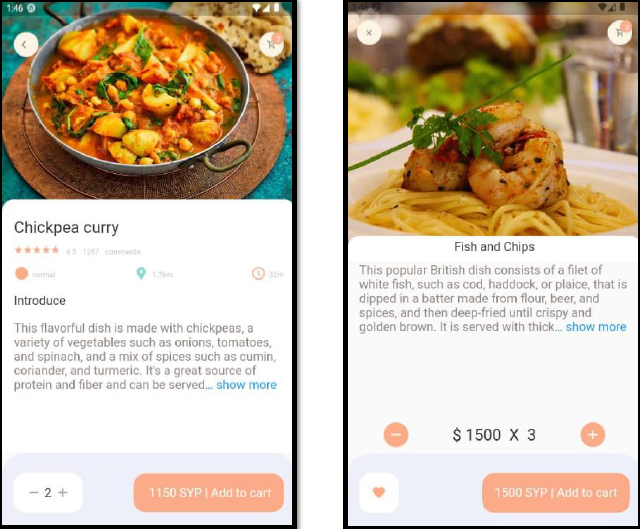 1:46
Chickpea curry
4.5 1287 comments
normal 1.7km 32m
Introduce
This flavorful dish is made with chickpeas, a
variety of vegetables such as onions, tomatoes,
and spinach, and a mix of spices such as cumin,
coriander, and turmeric. It's a great source of
protein and fiber and can be served... show more
2
1150 SYP | Add to cart
1:46
Fish and Chips
This popular British dish consists of a filet of
white fish, such as cod, haddock, or plaice, that is
dipped in a batter made from flour, beer, and
spices, and then deep-fried until crispy and
golden brown. It is served with thick... show more
$ 1500 X 3
1500 SYP | Add to cart